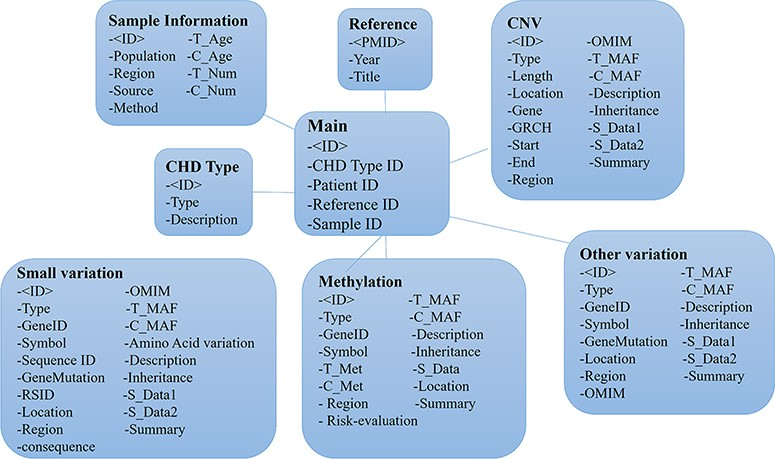 Sample Information
-<ID> -T_Age
-Population -C_Age
-Region -T_Num
-Source -C_Num
-Method
Reference
-<PMID>
-Year
-Title
CNV
-<ID> -OMIM
-Type -T_MAF
-Length -C_MAF
-Location -Description
-Gene -Inheritance
-GRCH -S_Data1
-Start -S_Data2
-End -Summary
-Region
Main
-<ID>
-CHD Type ID
-Patient ID
-Reference ID
-Sample ID
CHD Type
-<ID>
-Type
-Description
Small variation
-<ID> -OMIM
-Type -T_MAF
-GeneID -C_MAF
-Symbol -Amino Acid variation
-Sequence ID -Description
-GeneMutation -Inheritance
-RSID -S_Data1
-Location -S_Data2
-Region -Summary
-consequence
Methylation
-<ID> -T_MAF
-Type -C_MAF
-GeneID -Description
-Symbol -Inheritance
-T_Met -S_Data
-C_Met -Location
- Region -Summary
- Risk-evaluation
Other variation
-<ID> -T_MAF
-Type -C_MAF
-GeneID -Description
-Symbol -Inheritance
-GeneMutation -S_Data1
-Location -S_Data2
-Region -Summary
-OMIM